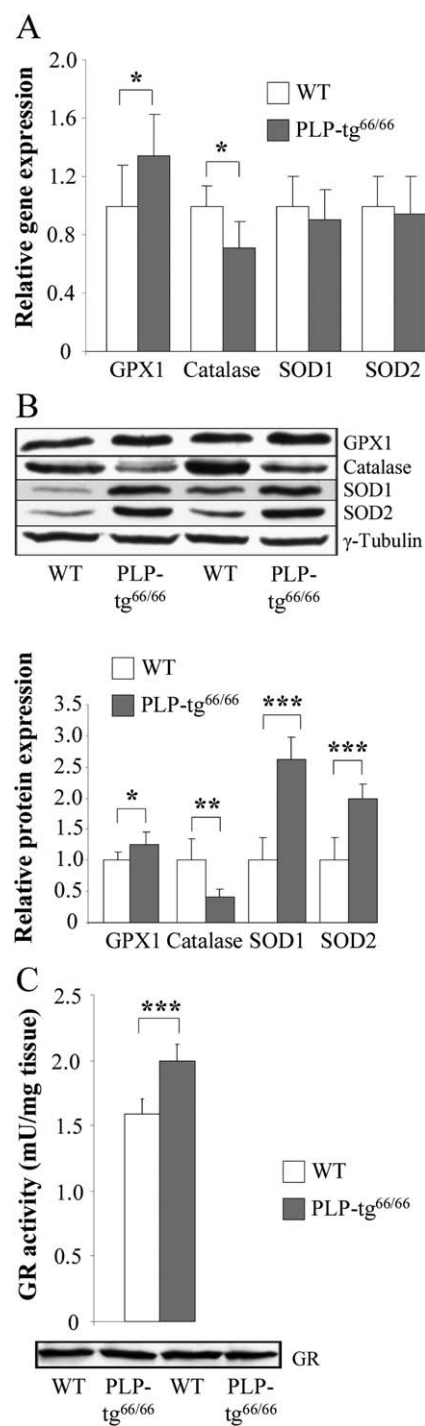 A
Relative gene expression
2.0
1.6
1.2
0.8
0.4
0
*
*
WT
PLP-tg66/66
GPX1 Catalase SOD1 SOD2
B
GPX1
Catalase
SOD1
SOD2
γ-Tubulin
WT PLP- WT PLP-
tg66/66 tg66/66
Relative protein expression
WT
PLP-tg66/66
3.5
3.0
2.5
2.0
1.5
1.0
0.5
0
*
**
***
***
GPX1 Catalase SOD1 SOD2
C
GR activity (mU/mg tissue)
2.5
2.0
1.5
1.0
0.5
0
***
WT
PLP-tg66/66
GR
WT PLP- WT PLP-
tg66/66 tg66/66